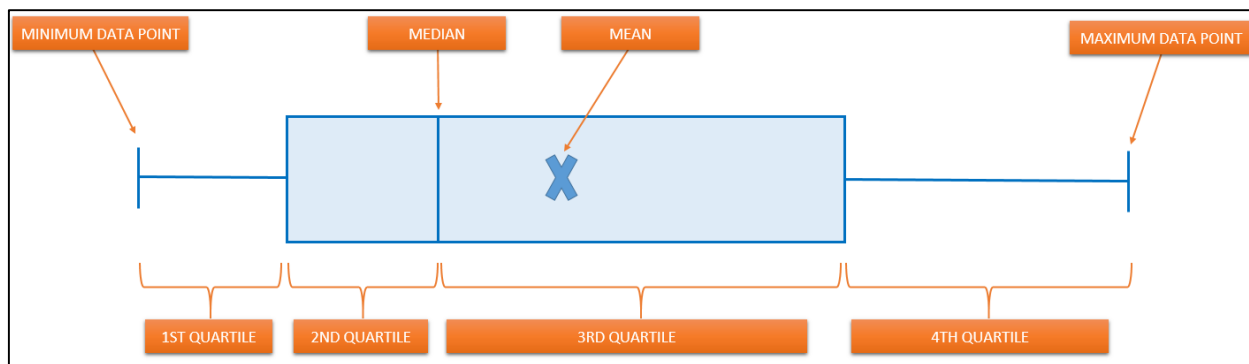 MINIMUM DATA POINT
MEDIAN
MEAN
MAXIMUM DATA POINT
1ST QUARTILE
2ND QUARTILE
3RD QUARTILE
4TH QUARTILE